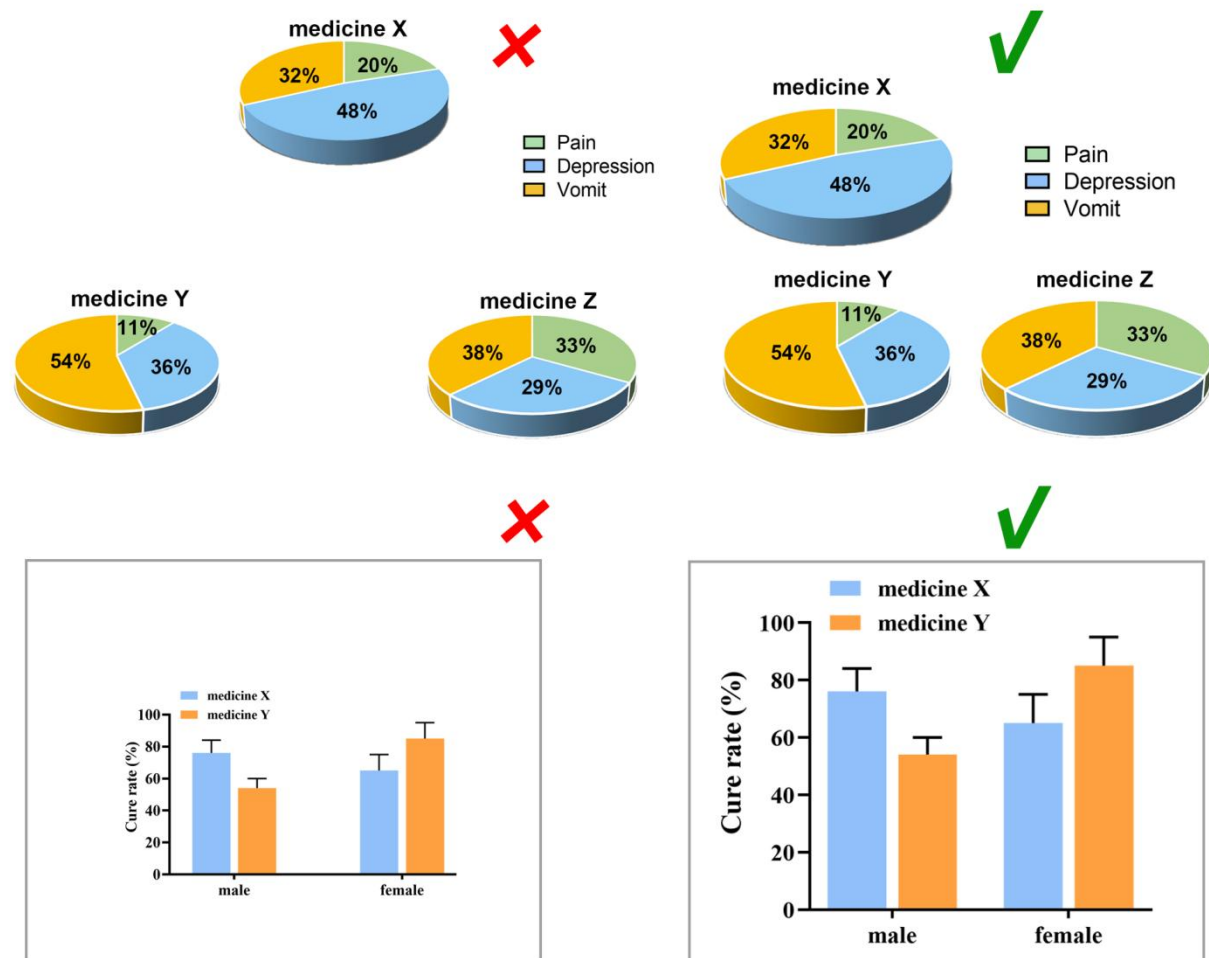 medicine X
32%
20%
48%
Pain
Depression
Vomit
medicine Y
11%
54%
36%
medicine Z
38%
33%
29%
medicine X
32%
20%
48%
Pain
Depression
Vomit
medicine Y
11%
54%
36%
medicine Z
38%
33%
29%
medicine X
medicine Y
Cure rate (%)
100
80
60
40
20
0
male
female
medicine X
medicine Y
Cure rate (%)
100
80
60
40
20
0
male
female